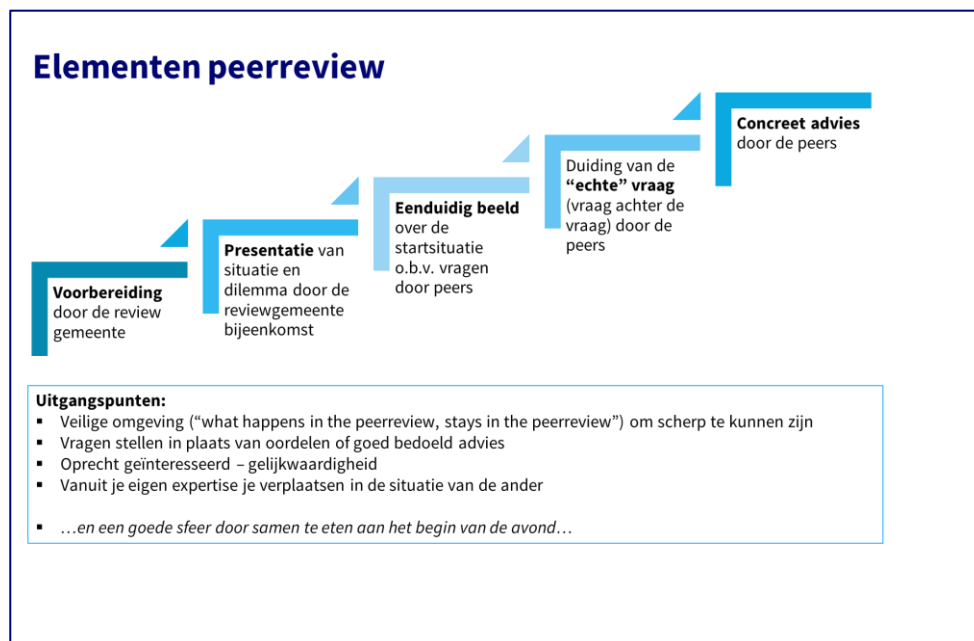 Elementen peerreview
Voorbereiding
door de review
gemeente
Presentatie van
situatie en
dilemma door de
reviewgemeente
bijeenkomst
Eenduidig beeld
over de
startsituatie
o.b.v. vragen
door peers
Duiding van de
“echte” vraag
(vraag achter de
vraag) door de
peers
Concreet advies
door de peers
Uitgangspunten:
▪ Veilige omgeving (“what happens in the peerreview, stays in the peerreview”) om scherp te kunnen zijn
▪ Vragen stellen in plaats van oordelen of goed bedoeld advies
▪ Oprecht geïnteresseerd – gelijkwaardigheid
▪ Vanuit je eigen expertise je verplaatsen in de situatie van de ander
▪ …en een goede sfeer door samen te eten aan het begin van de avond…